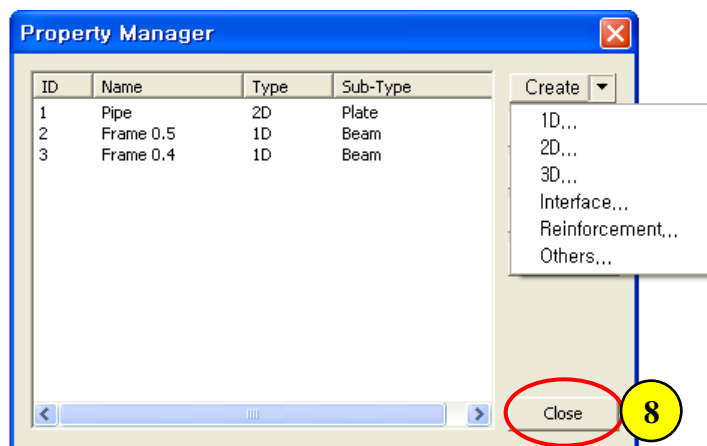 Property Manager
ID Name Type Sub-Type
1 Pipe 2D Plate
2 Frame 0.5 1D Beam
3 Frame 0.4 1D Beam
Create
1D...
2D...
3D...
Interface...
Reinforcement...
Others...
Close
8